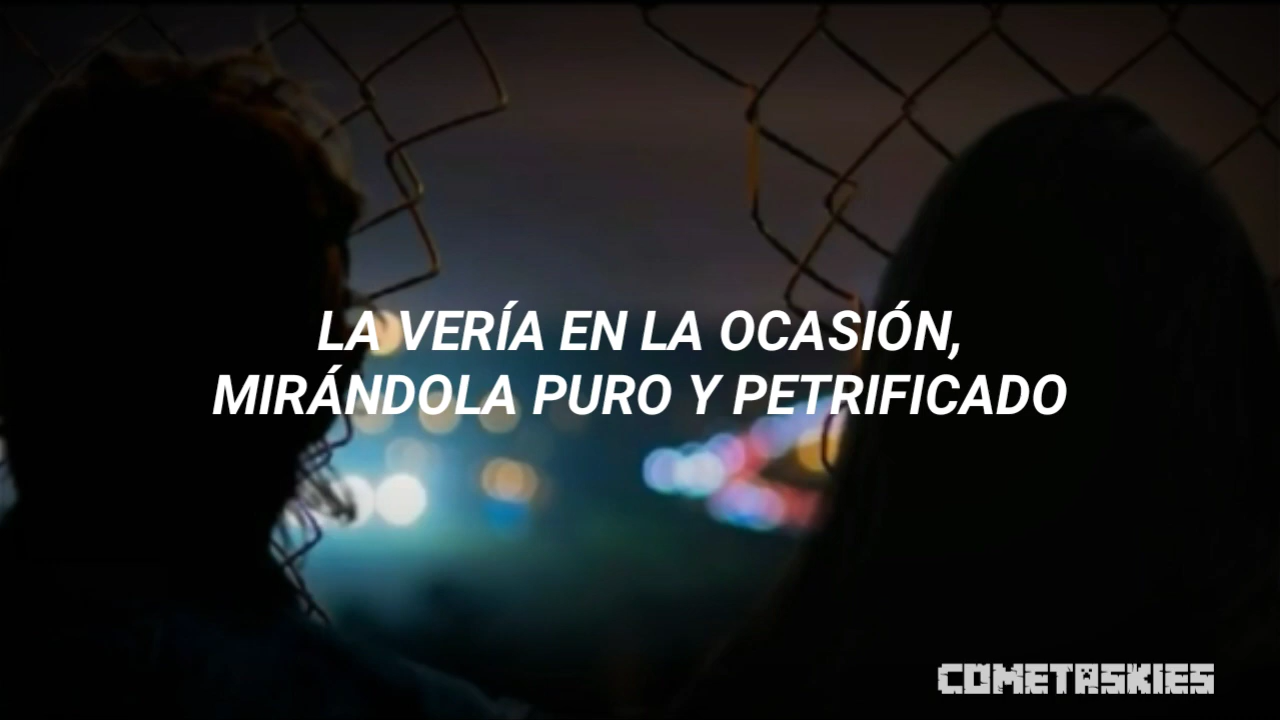 LA VERÍA EN LA OCASIÓN,
MIRÁNDOLA PURO Y PETRIFICADO
COMETASKIES